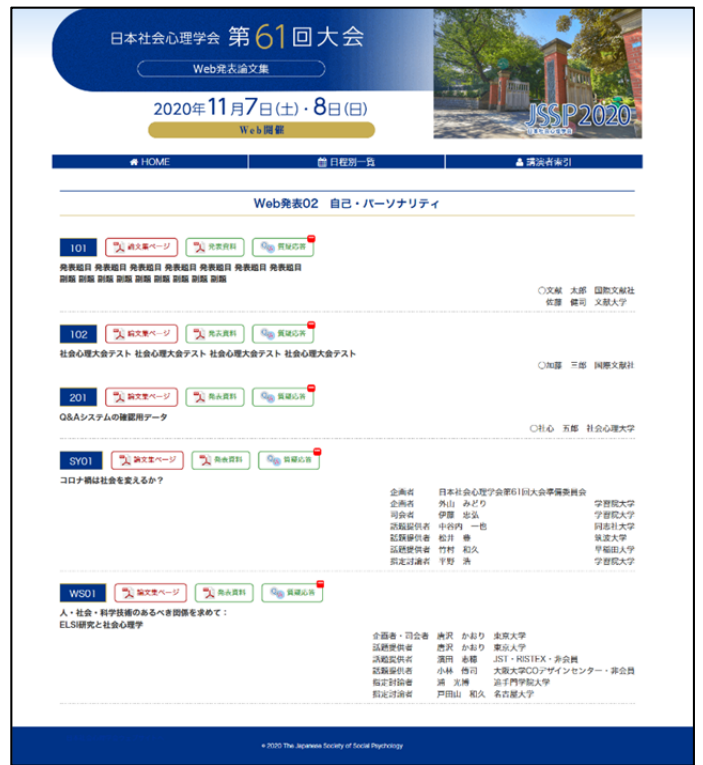 日本社会心理学会 第61回大会
Web発表論文集
2020年11月7日(土)・8日(日)
Web開催
JSSP2020
日本社会心理学会
HOME 日程別一覧 講演者索引
Web発表02 自己・パーソナリティ
101 論文集ページ 発表資料 質疑応答
発表題目 発表題目 発表題目 発表題目 発表題目 発表題目 発表題目
副題 副題 副題 副題 副題 副題 副題 副題 副題
○文献 太郎 国際文献社
佐藤 健司 文献大学
102 論文集ページ 発表資料 質疑応答
社会心理大会テスト 社会心理大会テスト 社会心理大会テスト 社会心理大会テスト
○加藤 三郎 国際文献社
201 論文集ページ 発表資料 質疑応答
Q&Aシステムの確認用データ
○社心 五郎 社会心理大学
SY01 論文集ページ 発表資料 質疑応答
コロナ禍は社会を変えるか？
企画者 日本社会心理学会第61回大会準備委員会
企画者 外山 みどり 学習院大学
司会者 伊藤 忠弘 学習院大学
話題提供者 中谷内 一也 同志社大学
話題提供者 松井 豊 筑波大学
話題提供者 竹村 和久 早稲田大学
指定討論者 平野 浩 学習院大学
WS01 論文集ページ 発表資料 質疑応答
人・社会・科学技術のあるべき関係を求めて：
ELSI研究と社会心理学
企画者・司会者 唐沢 かおり 東京大学
話題提供者 唐沢 かおり 東京大学
話題提供者 濱田 志穂 JST・RISTEX・非会員
話題提供者 小林 傳司 大阪大学COデザインセンター・非会員
指定討論者 浦 光博 追手門学院大学
指定討論者 戸田山 和久 名古屋大学
© 2020 The Japanese Society of Social Psychology